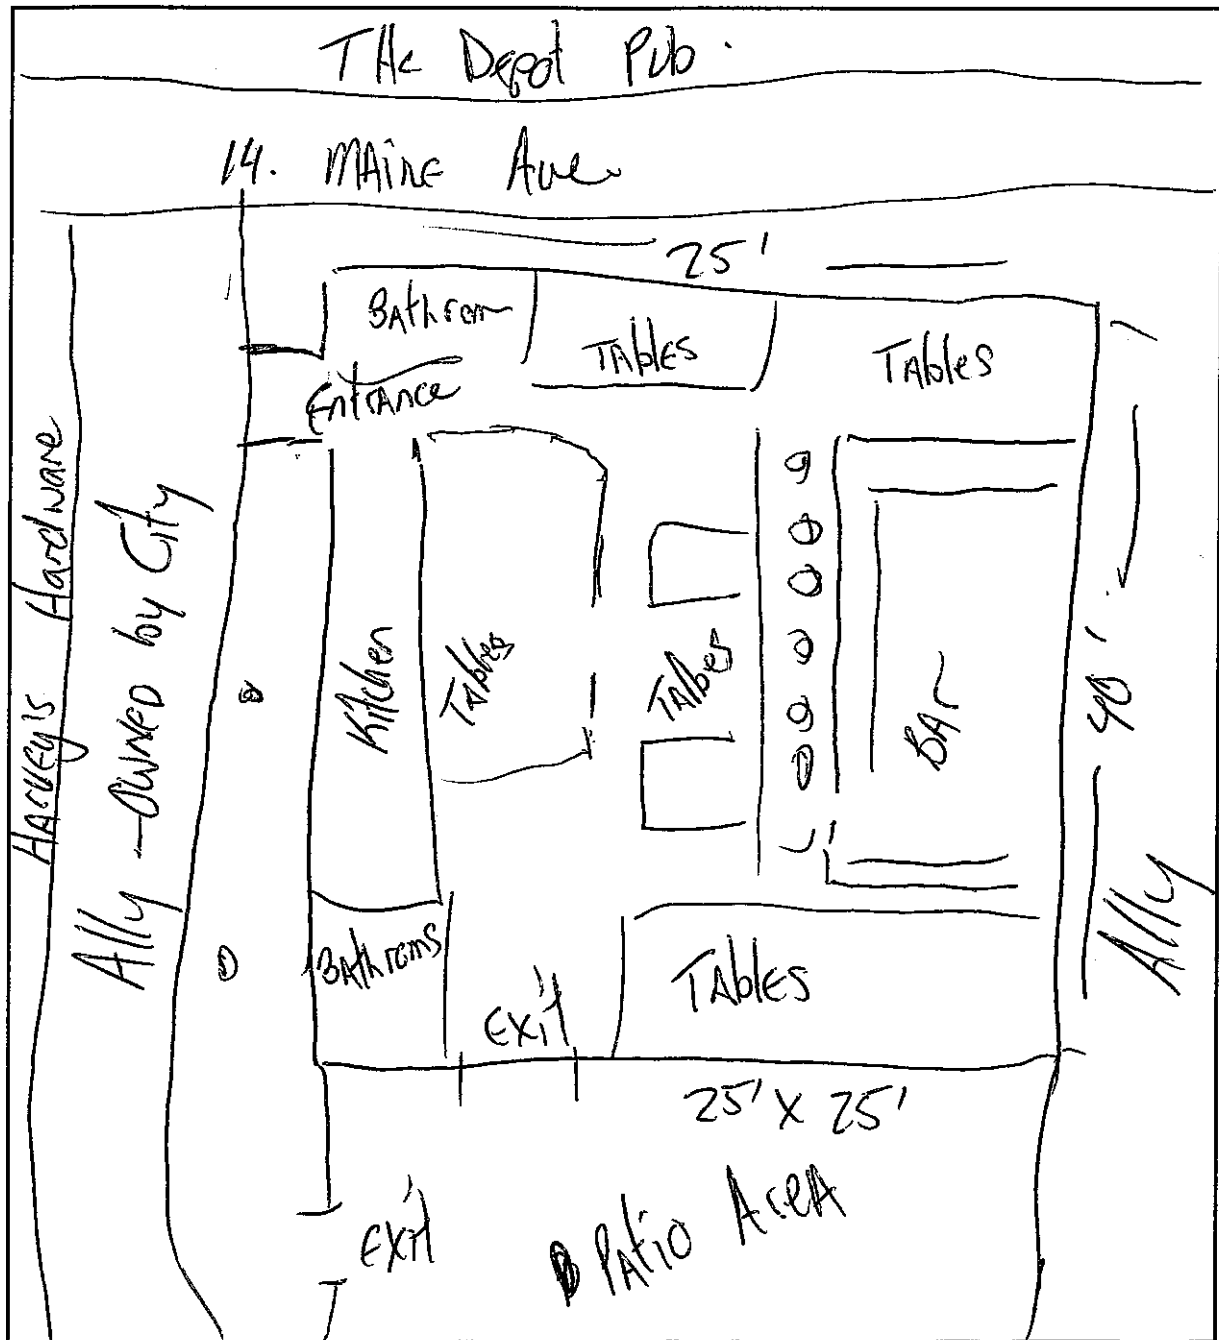 THe Depot Pub.
14. MAinE Ave
25'
BAthrom
TAbles
TAbles
EntrAnce
HArvEy's Hardware
Ally - OwnED by City
Kitchen
TAbles
TAbles
BAr
40'
Ally
BAthroms
Exit
TAblEs
25' X 25'
Exit
PAtio AreA